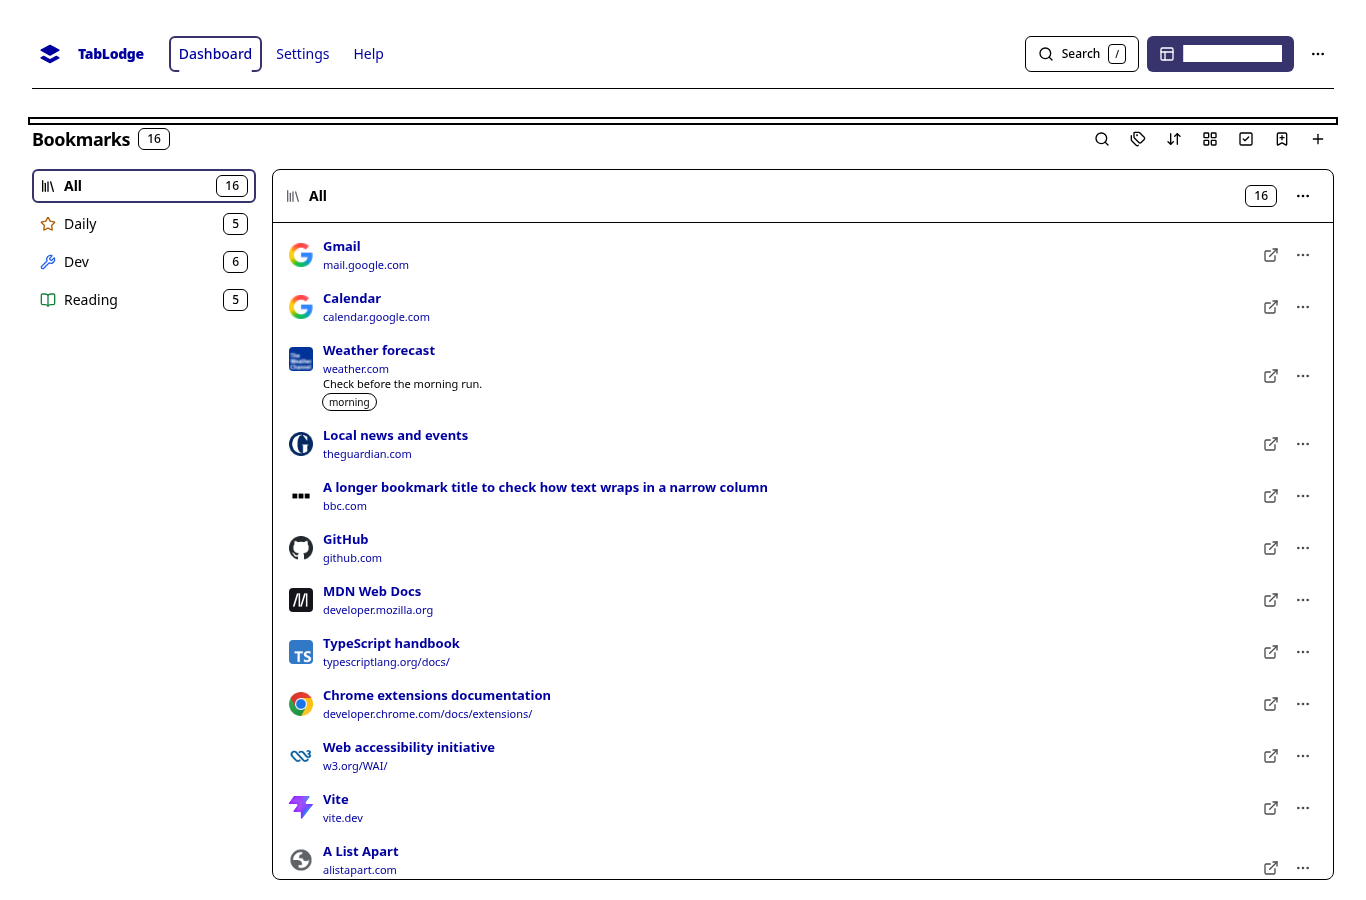 TabLodge
Dashboard
Settings
Help
Search /
Bookmarks 16
All 16
Daily 5
Dev 6
Reading 5
All 16
Gmail
mail.google.com
Calendar
calendar.google.com
The Weather Channel
Weather forecast
weather.com
Check before the morning run.
morning
Local news and events
theguardian.com
A longer bookmark title to check how text wraps in a narrow column
bbc.com
GitHub
github.com
MDN Web Docs
developer.mozilla.org
TS
TypeScript handbook
typescriptlang.org/docs/
Chrome extensions documentation
developer.chrome.com/docs/extensions/
Web accessibility initiative
w3.org/WAI/
Vite
vite.dev
A List Apart
alistapart.com